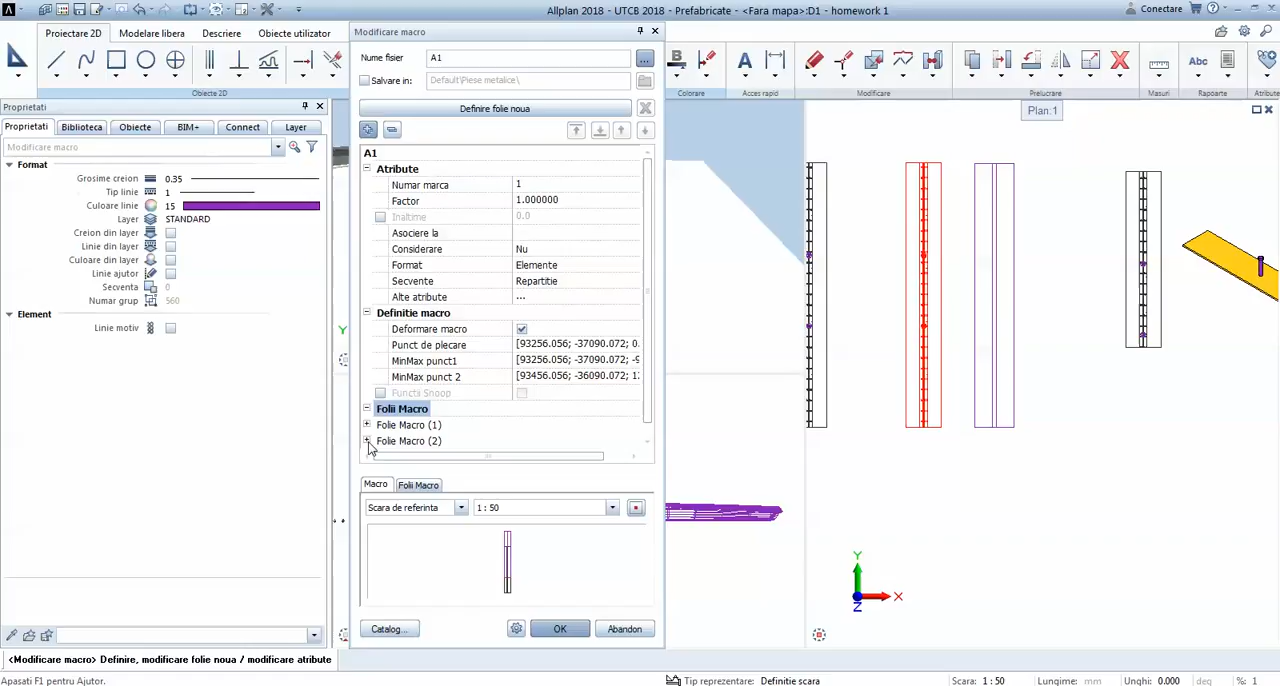 Allplan 2018 - UTCB 2018 - Prefabricate - <Fara mapa>:D1 - homework 1
Conectare
Proiectare 2D
Modelare libera
Descriere
Obiecte utilizator
Obiecte 2D
Colorare
Acces rapid
Modificare
Prelucrare
Masuri
Abc
Rapoarte
Atribute
Proprietati
Proprietati
Biblioteca
Obiecte
BIM+
Connect
Layer
Modificare macro
Format
Grosime creion 0.35
Tip linie 1
Culoare linie 15
Layer STANDARD
Creion din layer
Linie din layer
Culoare din layer
Linie ajutor
Secventa 0
Numar grup 560
Element
Linie motiv
<Modificare macro> Definire, modificare folie noua / modificare atribute
Apasati F1 pentru Ajutor.
Modificare macro
Nume fisier A1
...
Salvare in: Default\Piese metalice\
Definire folie noua
A1
Atribute
Numar marca 1
Factor 1.000000
Inaltime 0.0
Asociere la
Considerare Nu
Format Elemente
Secvente Repartitie
Alte atribute ...
Definitie macro
Deformare macro
Punct de plecare [93256.056; -37090.072; 0.
MinMax punct1 [93256.056; -37090.072; -9
MinMax punct 2 [93456.056; -36090.072; 1
Punctii Snoop
Folii Macro
Folie Macro (1)
Folie Macro (2)
Macro
Folii Macro
Scara de referinta
1 : 50
Catalog...
OK
Abandon
Plan:1
Y
Y
X
Z
Tip reprezentare: Definitie scara
Scara: 1 : 50
Lungime: mm
Unghi: 0.000 deg
%: 1